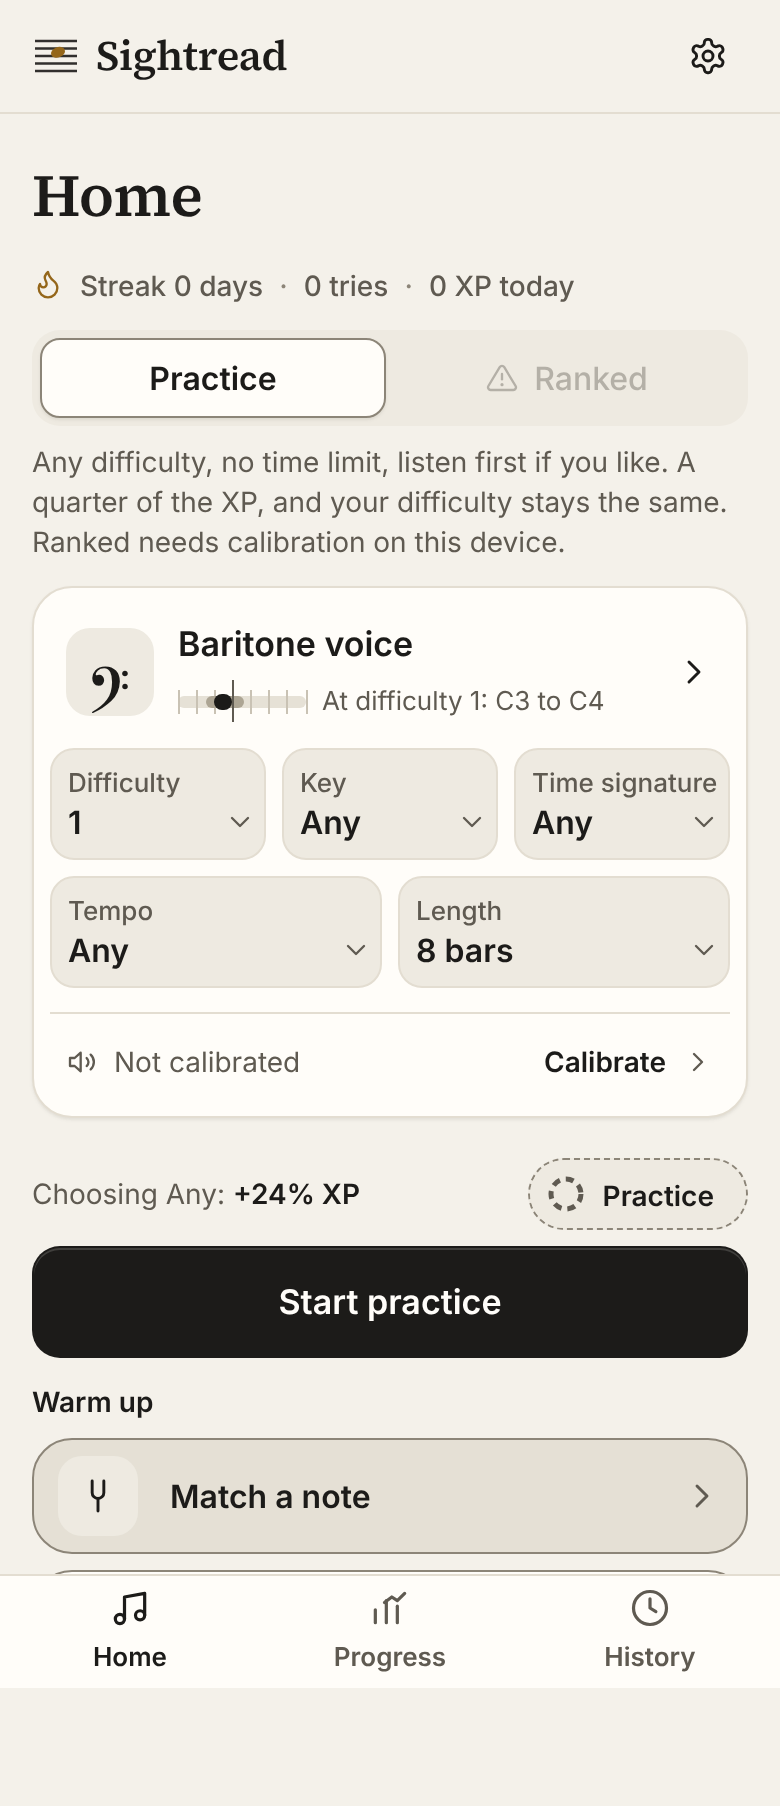 Sightread
Home
Streak 0 days · 0 tries · 0 XP today
Practice
Ranked
Any difficulty, no time limit, listen first if you like. A
quarter of the XP, and your difficulty stays the same.
Ranked needs calibration on this device.
Baritone voice
At difficulty 1: C3 to C4
Difficulty
1
Key
Any
Time signature
Any
Tempo
Any
Length
8 bars
Not calibrated
Calibrate
Choosing Any: +24% XP
Practice
Start practice
Warm up
Match a note
Home
Progress
History